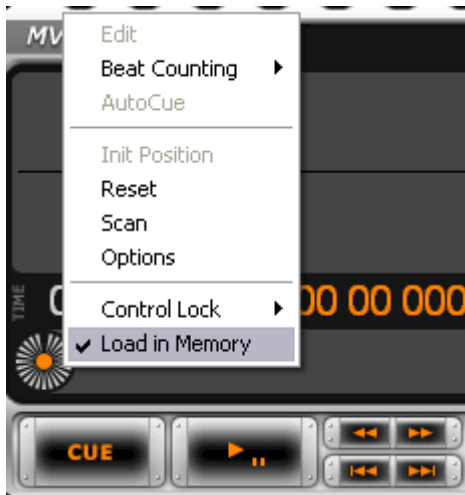 MV
Edit
Beat Counting
AutoCue
Init Position
Reset
Scan
Options
TIME
00 00 000
Control Lock
Load in Memory
CUE